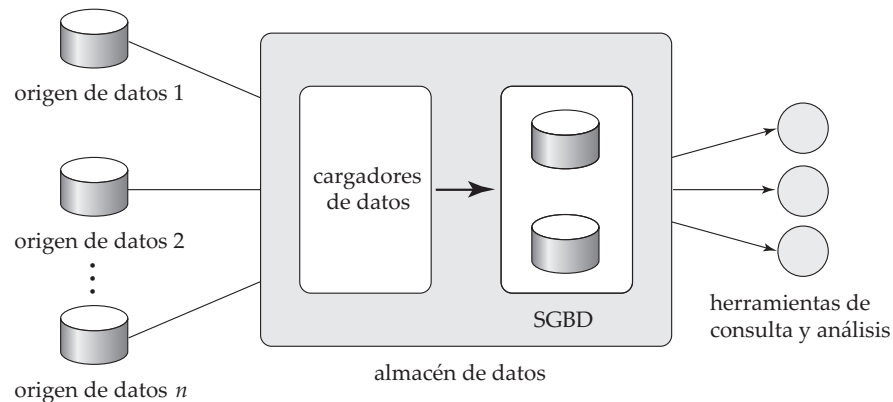 origen de datos 1
origen de datos 2
origen de datos n
cargadores
de datos
SGBD
almacén de datos
herramientas de
consulta y análisis